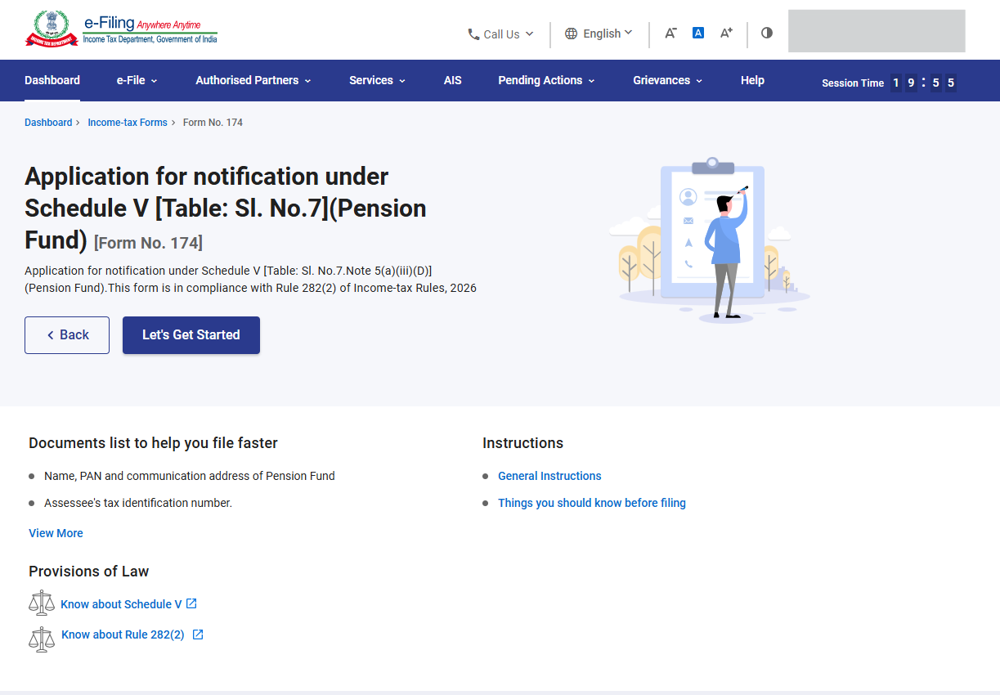 e-Filing Anywhere Anytime
Income Tax Department, Government of India
INCOME TAX DEPARTMENT
Call Us
English
A-
A
A+
Dashboard
e-File
Authorised Partners
Services
AIS
Pending Actions
Grievances
Help
Session Time 1 9 : 5 5
Dashboard > Income-tax Forms > Form No. 174
Application for notification under
Schedule V [Table: Sl. No.7](Pension
Fund) [Form No. 174]
Application for notification under Schedule V [Table: Sl. No.7.Note 5(a)(iii)(D)]
(Pension Fund).This form is in compliance with Rule 282(2) of Income-tax Rules, 2026
Back
Let's Get Started
Documents list to help you file faster
Name, PAN and communication address of Pension Fund
Assessee's tax identification number.
View More
Instructions
General Instructions
Things you should know before filing
Provisions of Law
Know about Schedule V
Know about Rule 282(2)